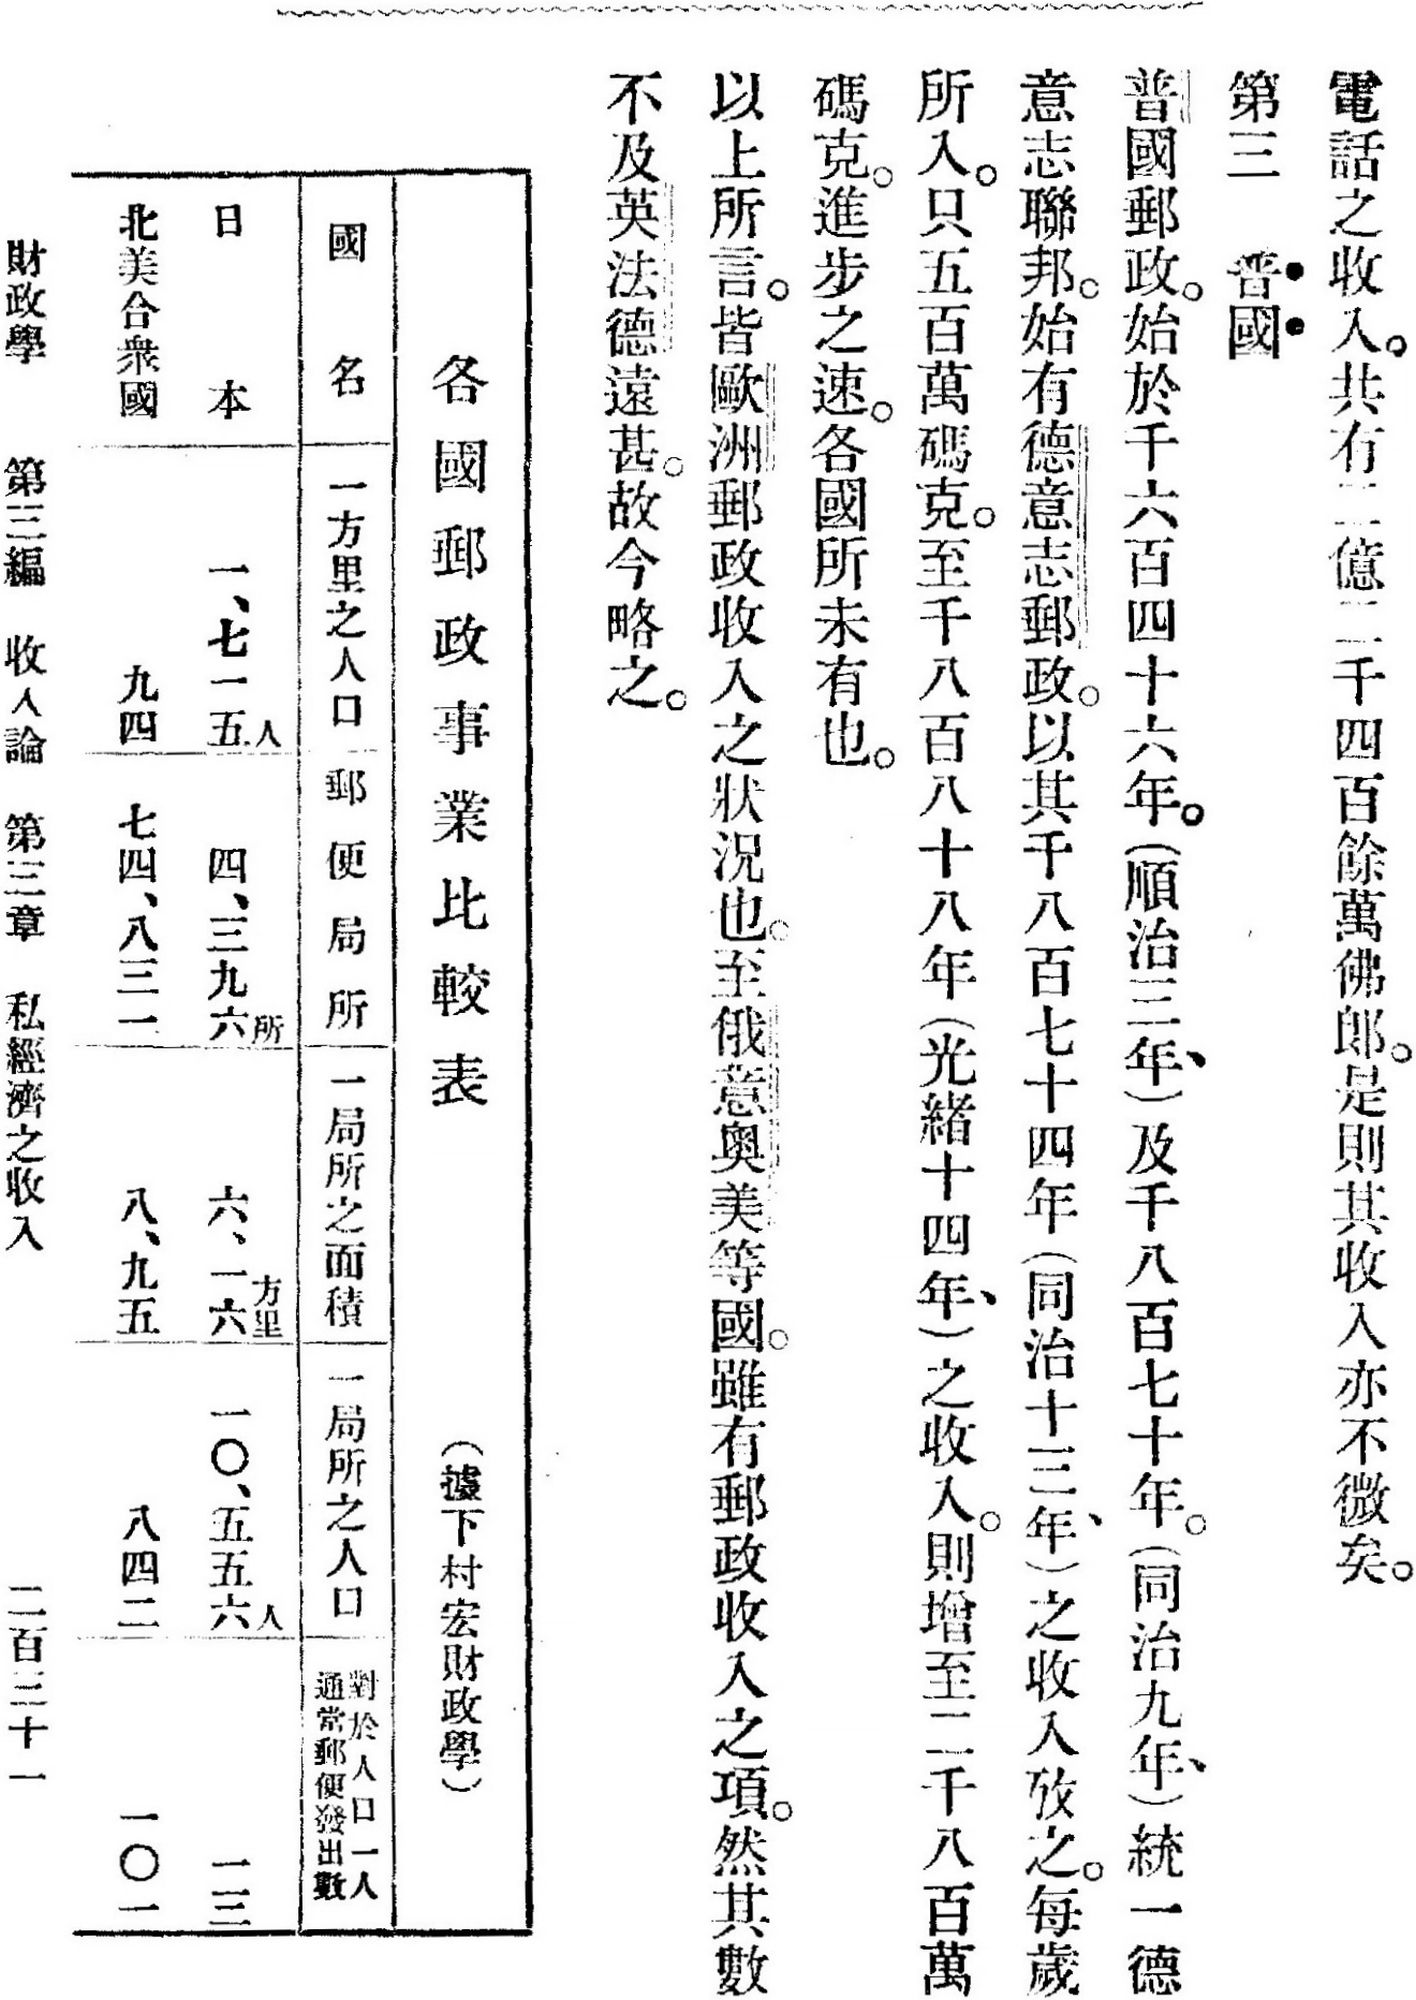 電話之收入。共有二億二千四百餘萬佛郎。是則其收入亦不微矣。
第三　普國
普國郵政。始於千六百四十六年。（順治三年、）及千八百七十年。（同治九年、）統一德
意志聯邦。始有德意志郵政。以其千八百七十四年（同治十三年、）之收入攷之。每歲
所入。只五百萬碼克。至千八百八十八年（光緒十四年、）之收入。則增至二千八百萬
碼克。進步之速。各國所未有也。
以上所言。皆歐洲郵政收入之狀況也。至俄意奧美等國。雖有郵政收入之項。然其數
不及英法德遠甚。故今略之。
各國郵政事業比較表　（據下村宏財政學）
國名　一方里之人口　郵便局所　一局所之面積　一局所之人口　對於人口一人通常郵便發出數
日本　一、七一五人　四、三九六所　六、一六方里　一〇、五五六人　一三
北美合衆國　九四　七四、八三一　八、九五　八四二　一〇一
財政學　第三編　收入論　第三章　私經濟之收入　二百三十一